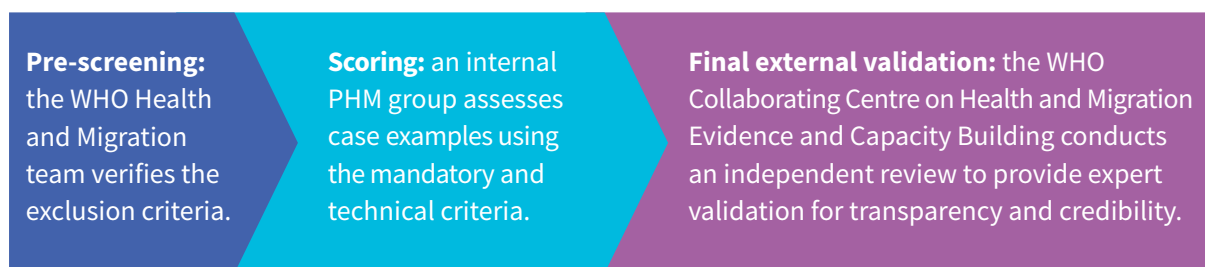 Pre-screening:
the WHO Health
and Migration
team verifies the
exclusion criteria.
Scoring: an internal
PHM group assesses
case examples using
the mandatory and
technical criteria.
Final external validation: the WHO
Collaborating Centre on Health and Migration
Evidence and Capacity Building conducts
an independent review to provide expert
validation for transparency and credibility.